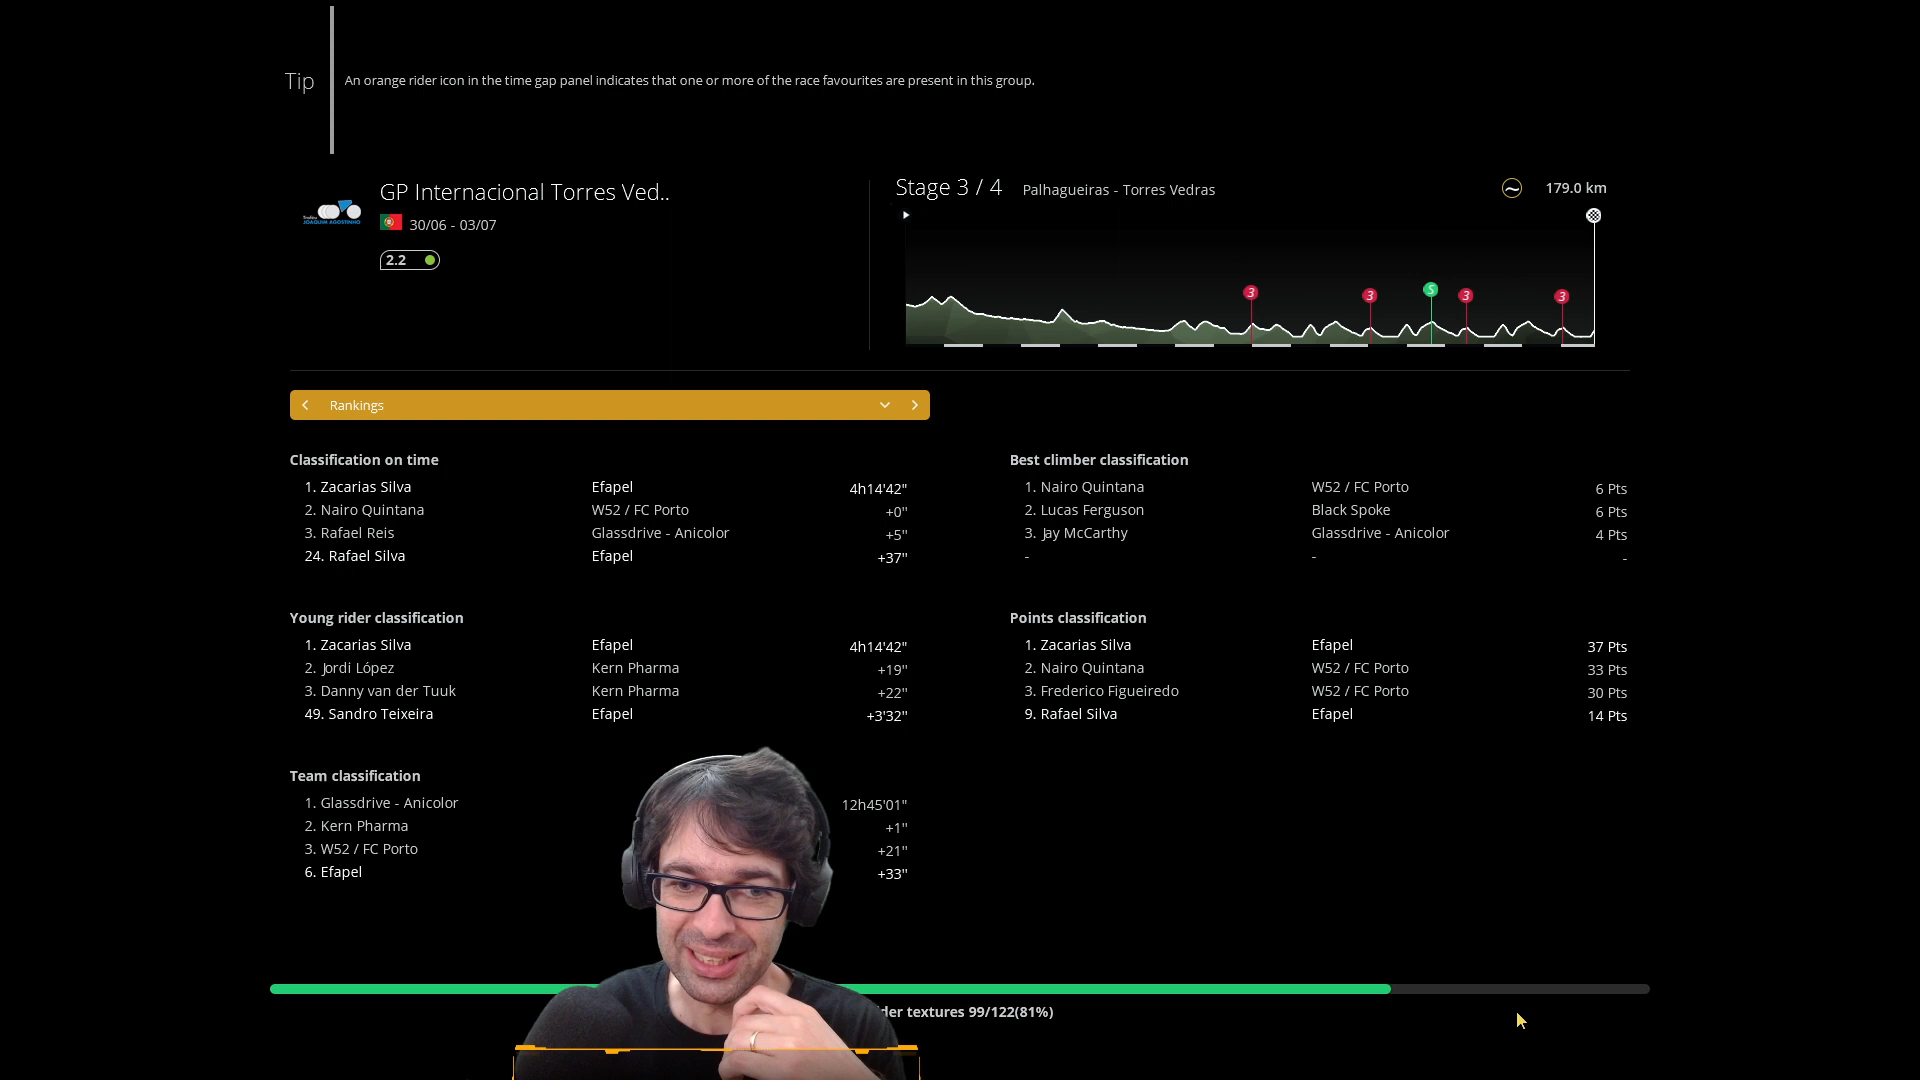 Tip
An orange rider icon in the time gap panel indicates that one or more of the race favourites are present in this group.
GP Internacional Torres Ved..
30/06 - 03/07
2.2
JOAQUIM AGOSTINHO
Stage 3 / 4 Palhagueiras - Torres Vedras 179.0 km
3 3 S 3 3
Rankings
Classification on time
1. Zacarias Silva Efapel 4h14'42"
2. Nairo Quintana W52 / FC Porto +0''
3. Rafael Reis Glassdrive - Anicolor +5''
24. Rafael Silva Efapel +37''
Best climber classification
1. Nairo Quintana W52 / FC Porto 6 Pts
2. Lucas Ferguson Black Spoke 6 Pts
3. Jay McCarthy Glassdrive - Anicolor 4 Pts
- - -
Young rider classification
1. Zacarias Silva Efapel 4h14'42"
2. Jordi López Kern Pharma +19''
3. Danny van der Tuuk Kern Pharma +22''
49. Sandro Teixeira Efapel +3'32''
Points classification
1. Zacarias Silva Efapel 37 Pts
2. Nairo Quintana W52 / FC Porto 33 Pts
3. Frederico Figueiredo W52 / FC Porto 30 Pts
9. Rafael Silva Efapel 14 Pts
Team classification
1. Glassdrive - Anicolor 12h45'01"
2. Kern Pharma +1''
3. W52 / FC Porto +21''
6. Efapel +33''
textures 99/122(81%)